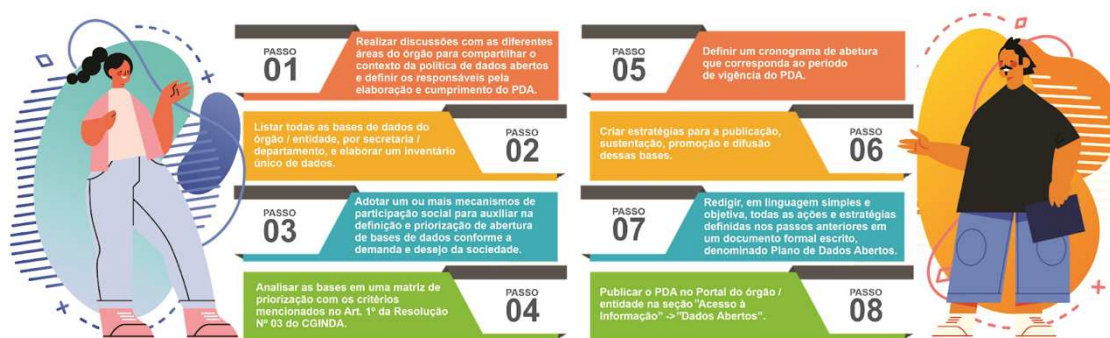 PASSO
01
Realizar discussões com as diferentes
áreas do órgão para compartilhar o
contexto da política de dados abertos
e definir os responsáveis pela
elaboração e cumprimento do PDA.
Listar todas as bases de dados do
órgão / entidade, por secretaria /
departamento, e elaborar um inventário
único de dados.
PASSO
02
PASSO
03
Adotar um ou mais mecanismos de
participação social para auxiliar na
definição e priorização de abertura
de bases de dados conforme a
demanda e desejo da sociedade.
Analisar as bases em uma matriz de
priorização com os critérios
mencionados no Art. 1º da Resolução
Nº 03 do CGINDA.
PASSO
04
PASSO
05
Definir um cronograma de abetura
que corresponda ao período
de vigência do PDA.
Criar estratégias para a publicação,
sustentação, promoção e difusão
dessas bases.
PASSO
06
PASSO
07
Redigir, em linguagem simples e
objetiva, todas as ações e estratégias
definidas nos passos anteriores em
um documento formal escrito,
denominado Plano de Dados Abertos.
Publicar o PDA no Portal do órgão /
entidade na seção "Acesso à
Informação" -> "Dados Abertos".
PASSO
08